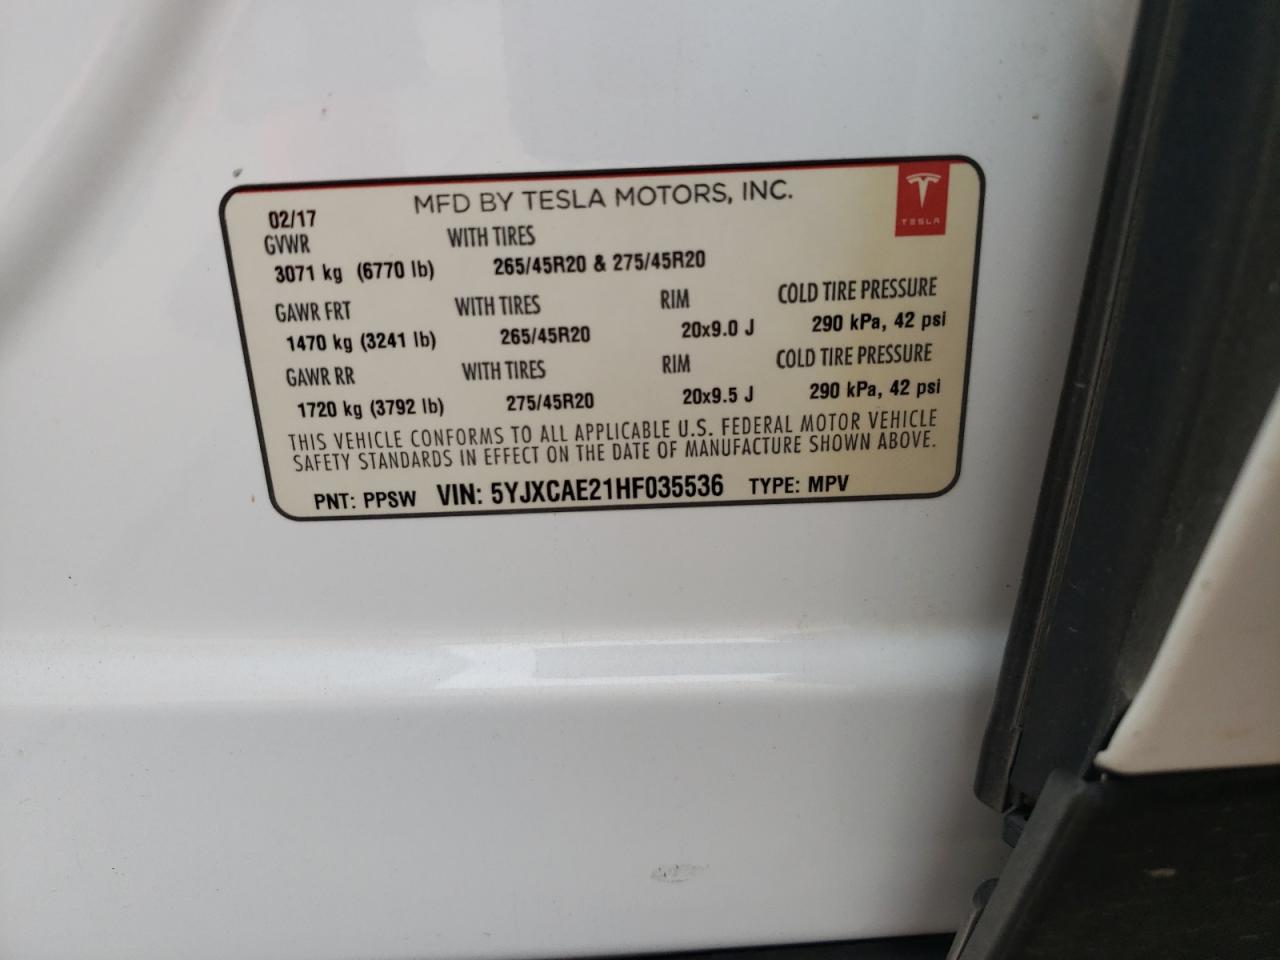 MFD BY TESLA MOTORS, INC.
TESLA
02/17
GVWR WITH TIRES
3071 kg (6770 lb) 265/45R20 & 275/45R20
GAWR FRT WITH TIRES RIM COLD TIRE PRESSURE
1470 kg (3241 lb) 265/45R20 20x9.0 J 290 kPa, 42 psi
GAWR RR WITH TIRES RIM COLD TIRE PRESSURE
1720 kg (3792 lb) 275/45R20 20x9.5 J 290 kPa, 42 psi
THIS VEHICLE CONFORMS TO ALL APPLICABLE U.S. FEDERAL MOTOR VEHICLE
SAFETY STANDARDS IN EFFECT ON THE DATE OF MANUFACTURE SHOWN ABOVE.
PNT: PPSW VIN: 5YJXCAE21HF035536 TYPE: MPV